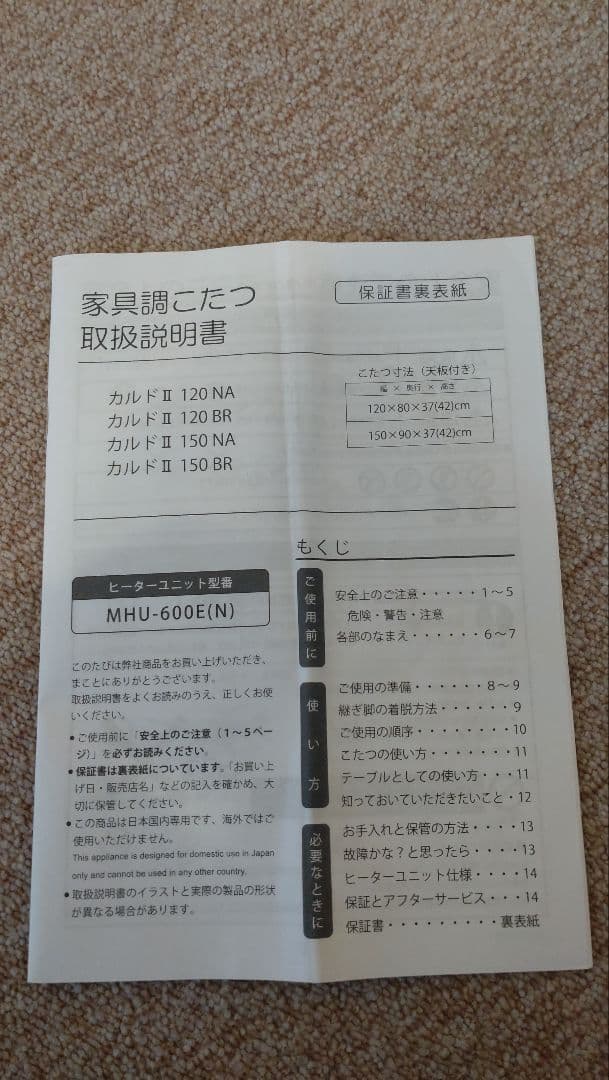 家具調こたつ
取扱説明書
保証書裏表紙
カルドⅡ 120 NA
カルドⅡ 120 BR
カルドⅡ 150 NA
カルドⅡ 150 BR
こたつ寸法（天板付き）
幅 × 奥行 × 高さ
120×80×37(42)cm
150×90×37(42)cm
ヒーターユニット型番
MHU-600E(N)
このたびは弊社商品をお買い上げいただき、
まことにありがとうございます。
取扱説明書をよくお読みのうえ、正しくお使
いください。
●ご使用前に「安全上のご注意（1〜5ペー
ジ）」を必ずお読みください。
●保証書は裏表紙についています。「お買い上
げ日・販売店名」などの記入を確かめ、大
切に保管してください。
●この商品は日本国内専用です、海外ではご
使用いただけません。
This appliance is designed for domestic use in Japan
only and cannot be used in any other country.
●取扱説明書のイラストと実際の製品の形状
が異なる場合があります。
もくじ
ご使用前に
安全上のご注意・・・・・1〜5
危険・警告・注意
各部のなまえ・・・・・・6〜7
使い方
ご使用の準備・・・・・・8〜9
継ぎ脚の着脱方法・・・・・9
ご使用の順序・・・・・・・10
こたつの使い方・・・・・・11
テーブルとしての使い方・・・11
知っておいていただきたいこと・12
必要なときに
お手入れと保管の方法・・・・13
故障かな？と思ったら・・・・13
ヒーターユニット仕様・・・・14
保証とアフターサービス・・・14
保証書・・・・・・・・・裏表紙